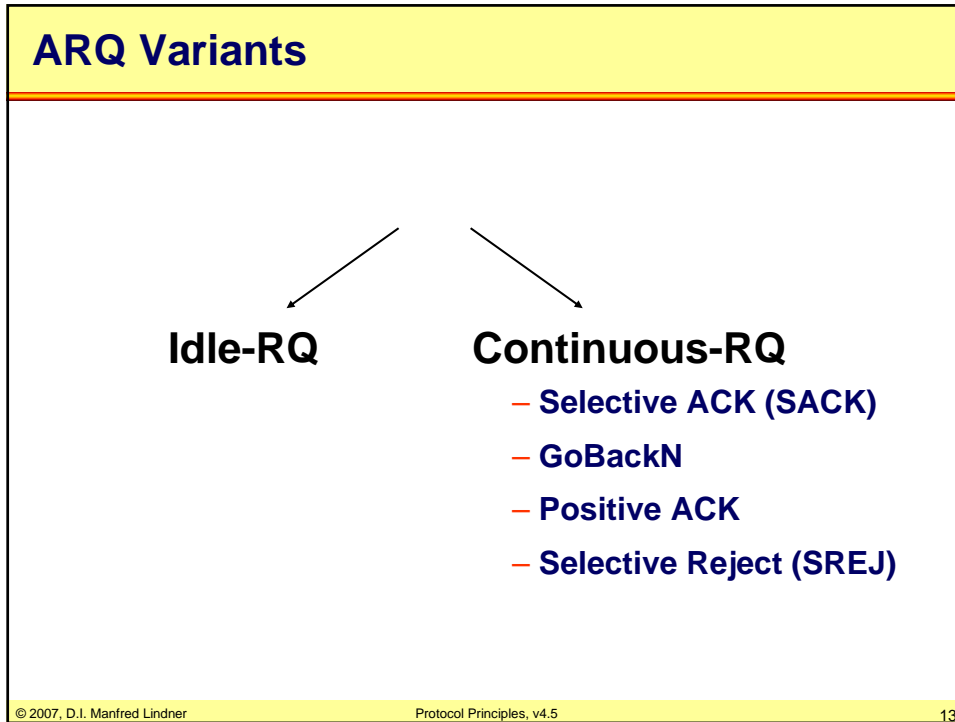 ARQ Variants
Idle-RQ
Continuous-RQ
– Selective ACK (SACK)
– GoBackN
– Positive ACK
– Selective Reject (SREJ)
© 2007, D.I. Manfred Lindner
Protocol Principles, v4.5
13